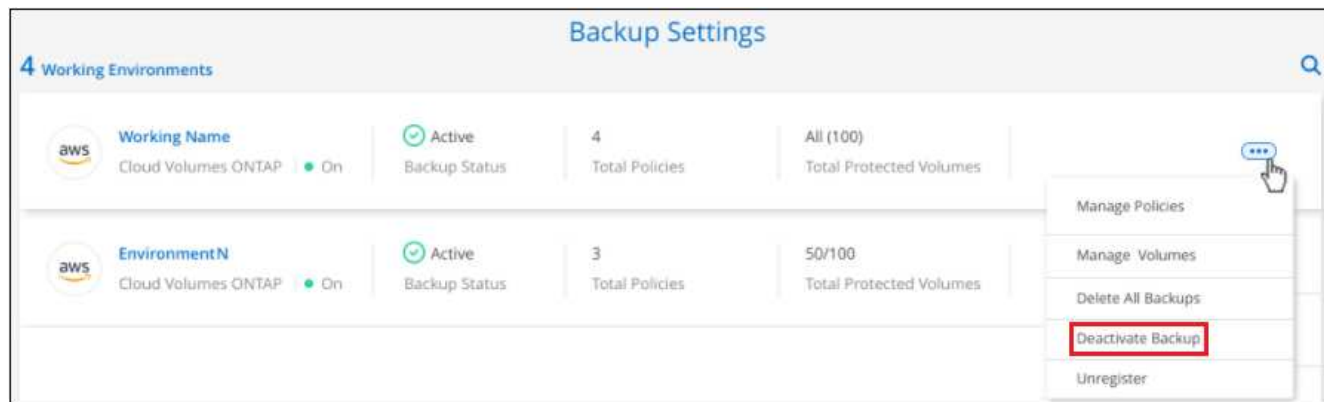 Backup Settings
4 Working Environments
aws Working Name Active 4 All (100)
Cloud Volumes ONTAP On Backup Status Total Policies Total Protected Volumes
Manage Policies
aws EnvironmentN Active 3 50/100
Manage Volumes
Cloud Volumes ONTAP On Backup Status Total Policies Total Protected Volumes
Delete All Backups
Deactivate Backup
Unregister